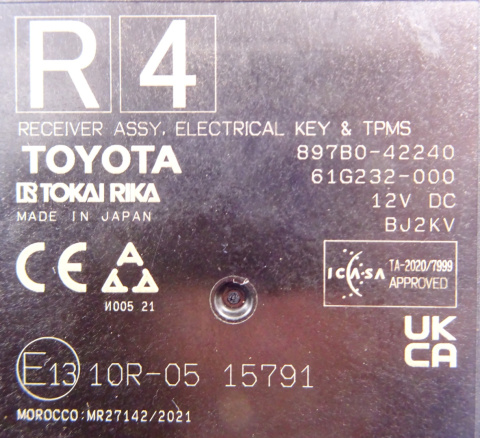 R 4
RECEIVER ASSY, ELECTRICAL KEY & TPMS
TOYOTA 897B0-42240
TOKAI RIKA 61G232-000
MADE IN JAPAN 12V DC
BJ2KV
CE
ICASA TA-2020/7999
APPROVED
И005 21
UK
CA
E13 10R-05 15791
MOROCCO:MR27142/2021